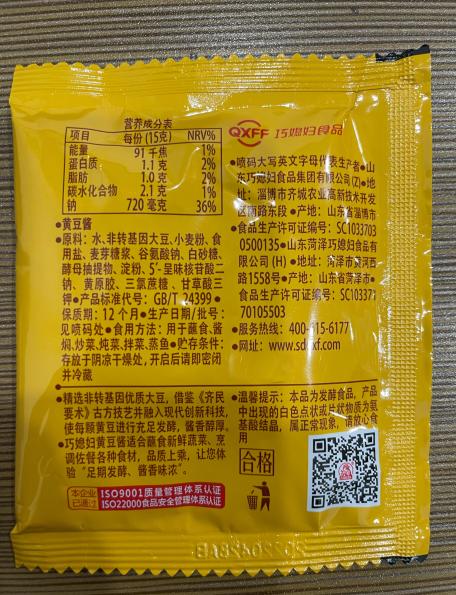 营养成分表
项目 每份(15克) NRV%
能量 91 千焦 1%
蛋白质 1.1 克 2%
脂肪 1.0 克 2%
碳水化合物 2.1 克 1%
钠 720 毫克 36%
●黄豆酱
●原料：水、非转基因大豆、小麦粉、食
用盐、麦芽糖浆、谷氨酸钠、白砂糖、
酵母抽提物、淀粉、5′-呈味核苷酸二
钠、黄原胶、三氯蔗糖、甘草酸三
钾●产品标准代号：GB/T 24399●
保质期：12个月●生产日期/批号：
见喷码处●食用方法：用于蘸食、酱
焖、炒菜、炖菜、拌菜、蒸鱼●贮存条件：
存放于阴凉干燥处，开启后请即密闭
并冷藏
QXFF 巧媳妇食品
●喷码大写英文字母代表生产者●山
东巧媳妇食品集团有限公司(Z)●地
址：淄博市齐城农业高新技术开发
区南路东段●产地：山东省淄博市
●食品生产许可证编号：SC103703
0500135●山东菏泽巧媳妇食品有
限公司(H)●地址：菏泽市黄河西
路1558号●产地：山东省菏泽市●
食品生产许可证编号：SC10337
70105503
●服务热线：400-615-6177
●网址：www.sdqxf.com
●精选非转基因优质大豆，借鉴《齐民
要术》古方技艺并融入现代创新科技，
使每颗黄豆进行充足发酵，酱香醇厚。
●巧媳妇黄豆酱适合蘸食新鲜蔬菜、烹
调佐餐各种食材，品质上乘，让您体
验“足期发酵、酱香味浓”。
本企业已通过
ISO9001质量管理体系认证
ISO22000食品安全管理体系认证
●温馨提示：本品为发酵食品，产品
中出现的白色点状或片状物质为氨
基酸结晶，属正常现象，请放心食
用
合格